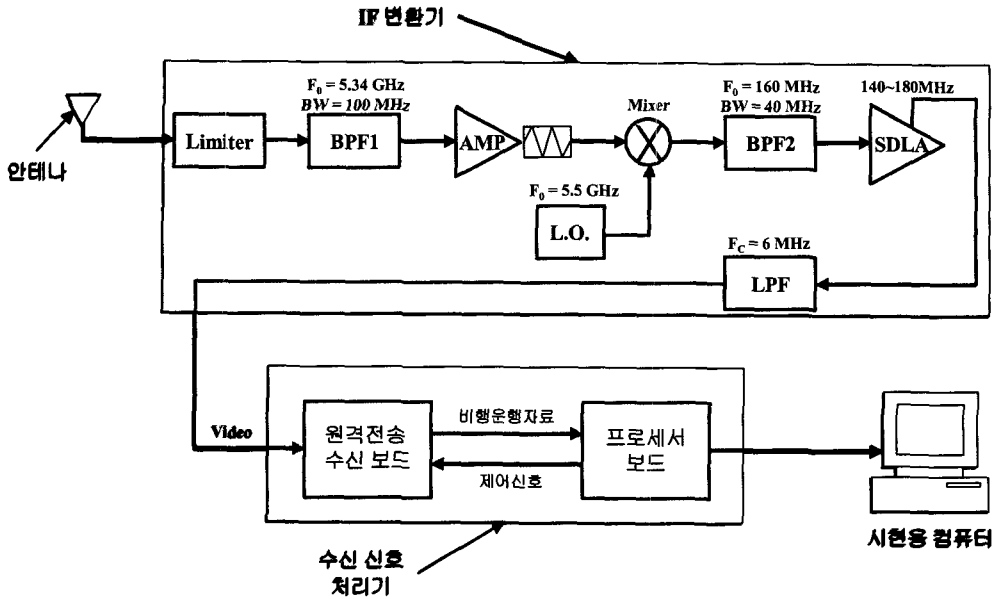 IF 변환기
F₀ = 5.34 GHz
BW = 100 MHz
F₀ = 160 MHz
BW = 40 MHz
140~180MHz
Mixer
안테나
Limiter
BPF1
AMP
BPF2
SDLA
F₀ = 5.5 GHz
L.O.
F_C = 6 MHz
LPF
Video
원격전송
수신 보드
비행운행자료
제어신호
프로세서
보드
시현용 컴퓨터
수신 신호
처리기